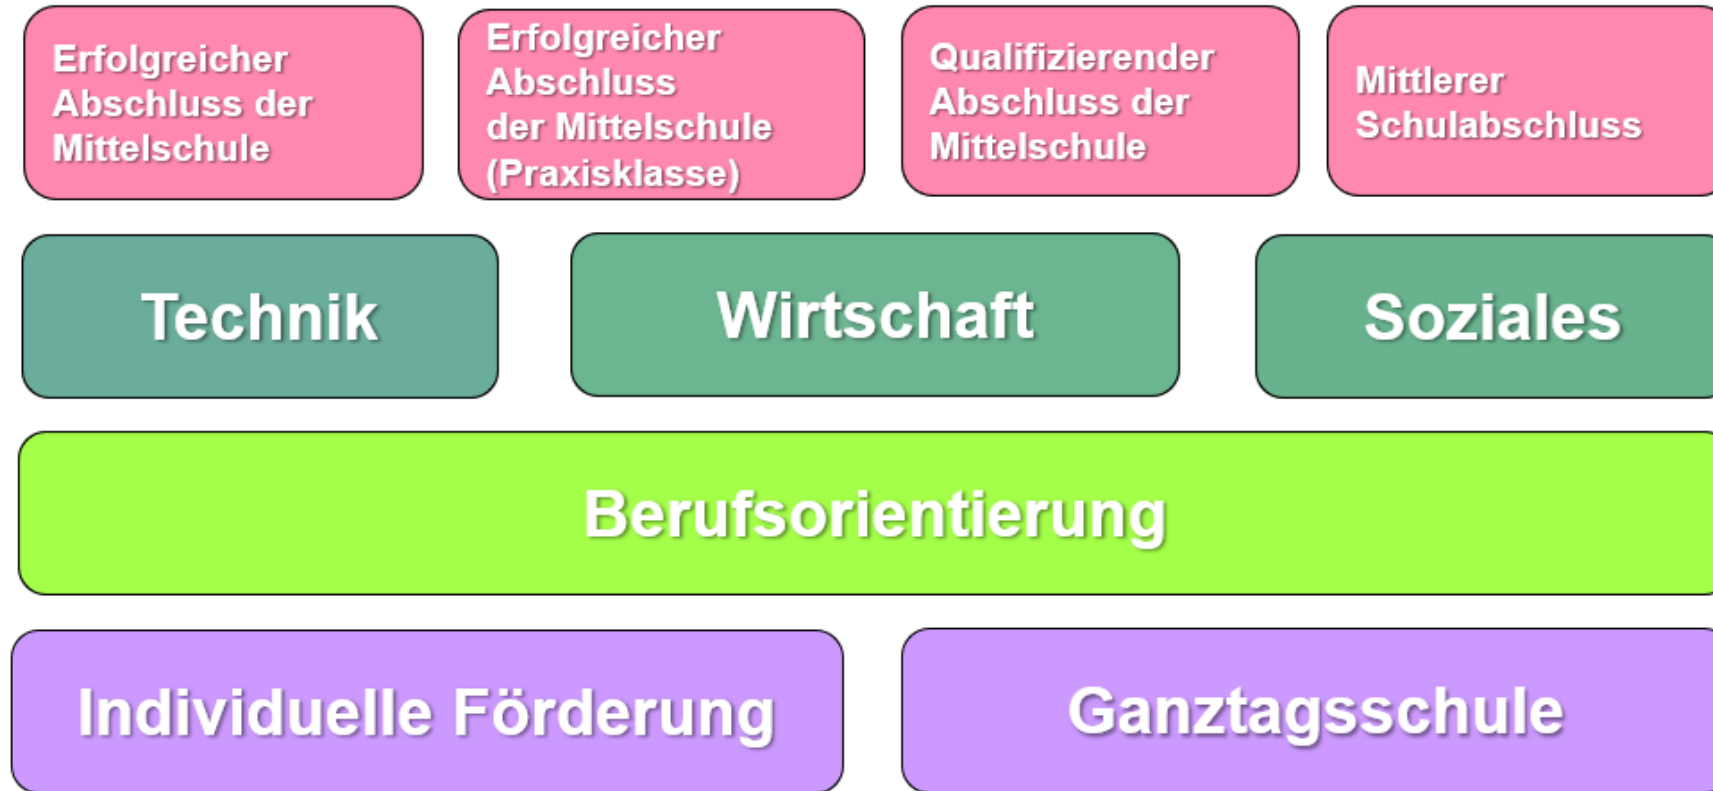 Erfolgreicher
Abschluss der
Mittelschule
Erfolgreicher
Abschluss
der Mittelschule
(Praxisklasse)
Qualifizierender
Abschluss der
Mittelschule
Mittlerer
Schulabschluss
Technik
Wirtschaft
Soziales
Berufsorientierung
Individuelle Förderung
Ganztagsschule